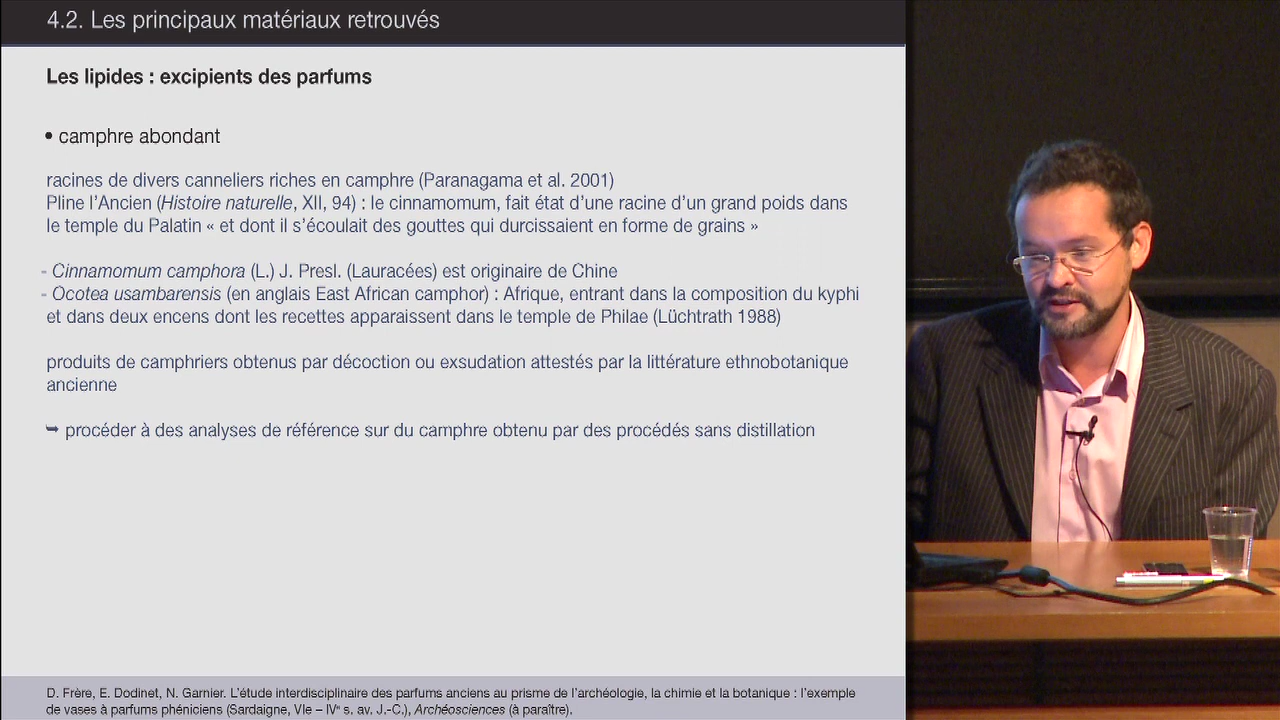 4.2. Les principaux matériaux retrouvés
Les lipides : excipients des parfums
• camphre abondant
racines de divers canneliers riches en camphre (Paranagama et al. 2001)
Pline l'Ancien (Histoire naturelle, XII, 94) : le cinnamomum, fait état d'une racine d'un grand poids dans
le temple du Palatin « et dont il s'écoulait des gouttes qui durcissaient en forme de grains »
- Cinnamomum camphora (L.) J. Presl. (Lauracées) est originaire de Chine
- Ocotea usambarensis (en anglais East African camphor) : Afrique, entrant dans la composition du kyphi
et dans deux encens dont les recettes apparaissent dans le temple de Philae (Lüchtrath 1988)
produits de camphriers obtenus par décoction ou exsudation attestés par la littérature ethnobotanique
ancienne
➥ procéder à des analyses de référence sur du camphre obtenu par des procédés sans distillation
D. Frère, E. Dodinet, N. Garnier. L'étude interdisciplinaire des parfums anciens au prisme de l'archéologie, la chimie et la botanique : l'exemple
de vases à parfums phéniciens (Sardaigne, VIe – IVe s. av. J.-C.), Archéosciences (à paraître).